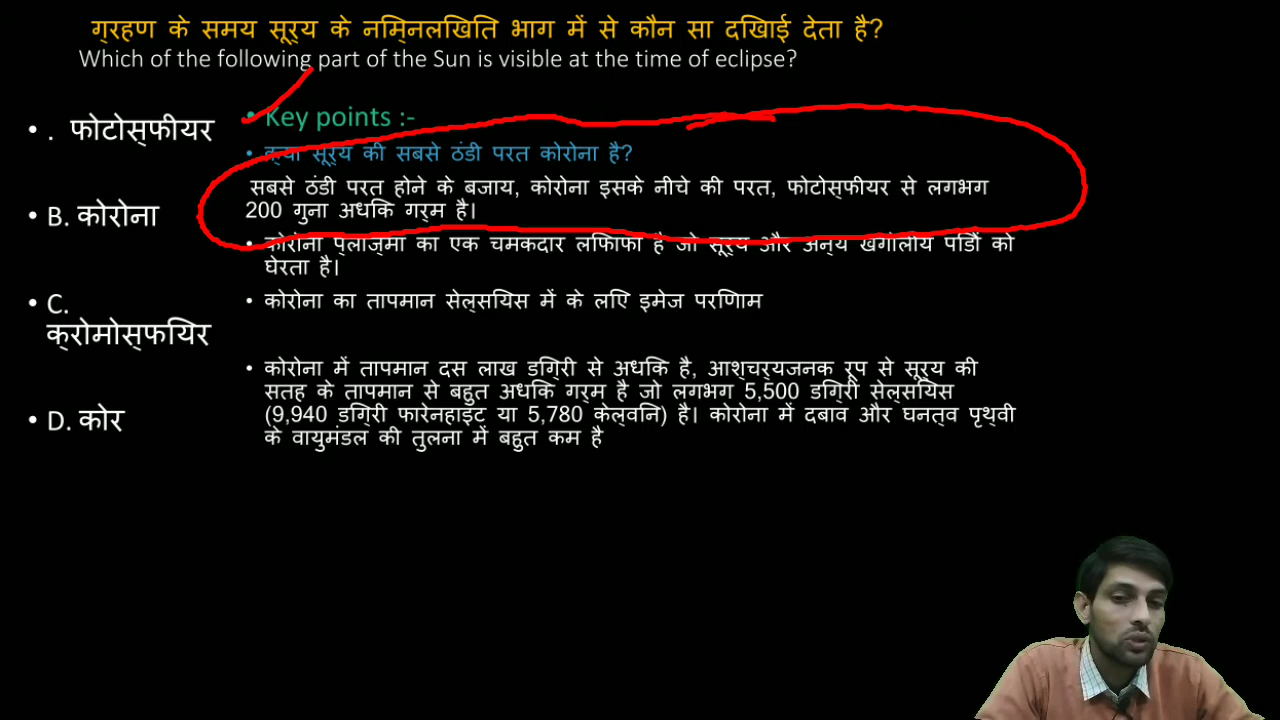 ग्रहण के समय सूर्य के निम्नलिखित भाग में से कौन सा दिखाई देता है?
Which of the following part of the Sun is visible at the time of eclipse?
• . फोटोस्फीयर
• B. कोरोना
• C.
क्रोमोस्फियर
• D. कोर
• Key points :-
• क्या सूर्य की सबसे ठंडी परत कोरोना है?
सबसे ठंडी परत होने के बजाय, कोरोना इसके नीचे की परत, फोटोस्फीयर से लगभग
200 गुना अधिक गर्म है।
• कोरोना प्लाज्मा का एक चमकदार लिफाफा है जो सूर्य और अन्य खगोलीय पिंडों को
घेरता है।
• कोरोना का तापमान सेल्सियस में के लिए इमेज परिणाम
• कोरोना में तापमान दस लाख डिग्री से अधिक है, आश्चर्यजनक रूप से सूर्य की
सतह के तापमान से बहुत अधिक गर्म है जो लगभग 5,500 डिग्री सेल्सियस
(9,940 डिग्री फारेनहाइट या 5,780 केल्विन) है। कोरोना में दबाव और घनत्व पृथ्वी
के वायुमंडल की तुलना में बहुत कम है